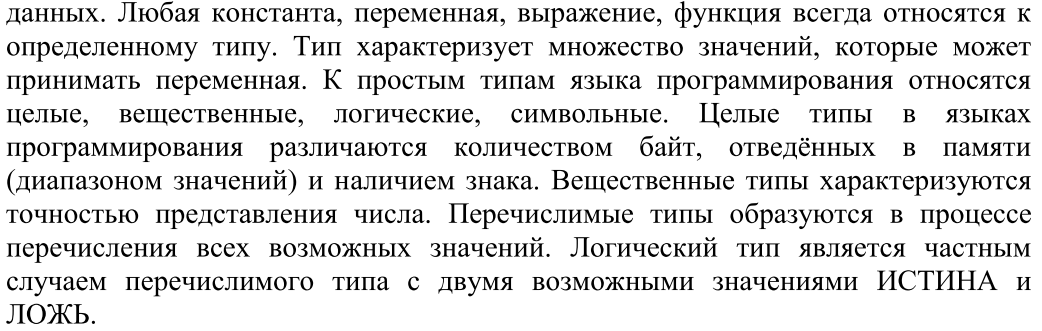 данных. Любая константа, переменная, выражение, функция всегда относятся к
определенному типу. Тип характеризует множество значений, которые может
принимать переменная. К простым типам языка программирования относятся
целые, вещественные, логические, символьные. Целые типы в языках
программирования различаются количеством байт, отведённых в памяти
(диапазоном значений) и наличием знака. Вещественные типы характеризуются
точностью представления числа. Перечислимые типы образуются в процессе
перечисления всех возможных значений. Логический тип является частным
случаем перечислимого типа с двумя возможными значениями ИСТИНА и
ЛОЖЬ.